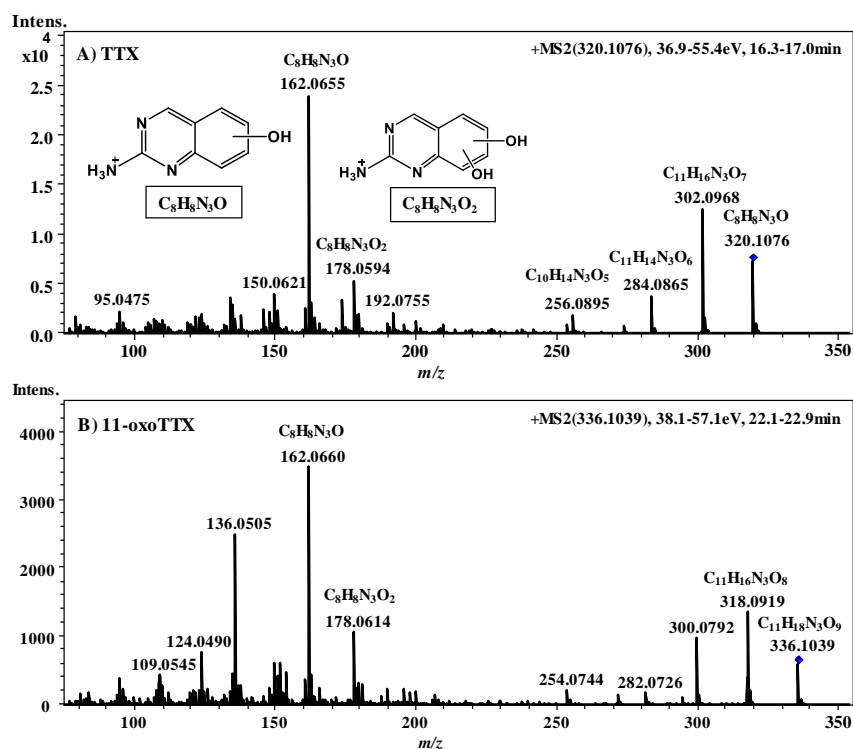 Intens.
4
x10
A) TTX
+MS2(320.1076), 36.9-55.4eV, 16.3-17.0min
C8H8N3O
162.0655
2.5
N
OH
H3N
+
N
C8H8N3O
N
OH
H3N
+
N
OH
C8H8N3O2
2.0
1.5
C11H16N3O7
302.0968
C8H8N3O
320.1076
1.0
C8H8N3O2
178.0594
C11H14N3O6
284.0865
C10H14N3O5
256.0895
0.5
95.0475
150.0621
192.0755
0.0
100 150 200 250 300 350
m/z
Intens.
B) 11-oxoTTX
+MS2(336.1039), 38.1-57.1eV, 22.1-22.9min
4000
C8H8N3O
162.0660
3000
136.0505
2000
C8H8N3O2
178.0614
C11H16N3O8
318.0919
C11H18N3O9
336.1039
1000
124.0490
109.0545
300.0792
254.0744
282.0726
0
100 150 200 250 300 350
m/z